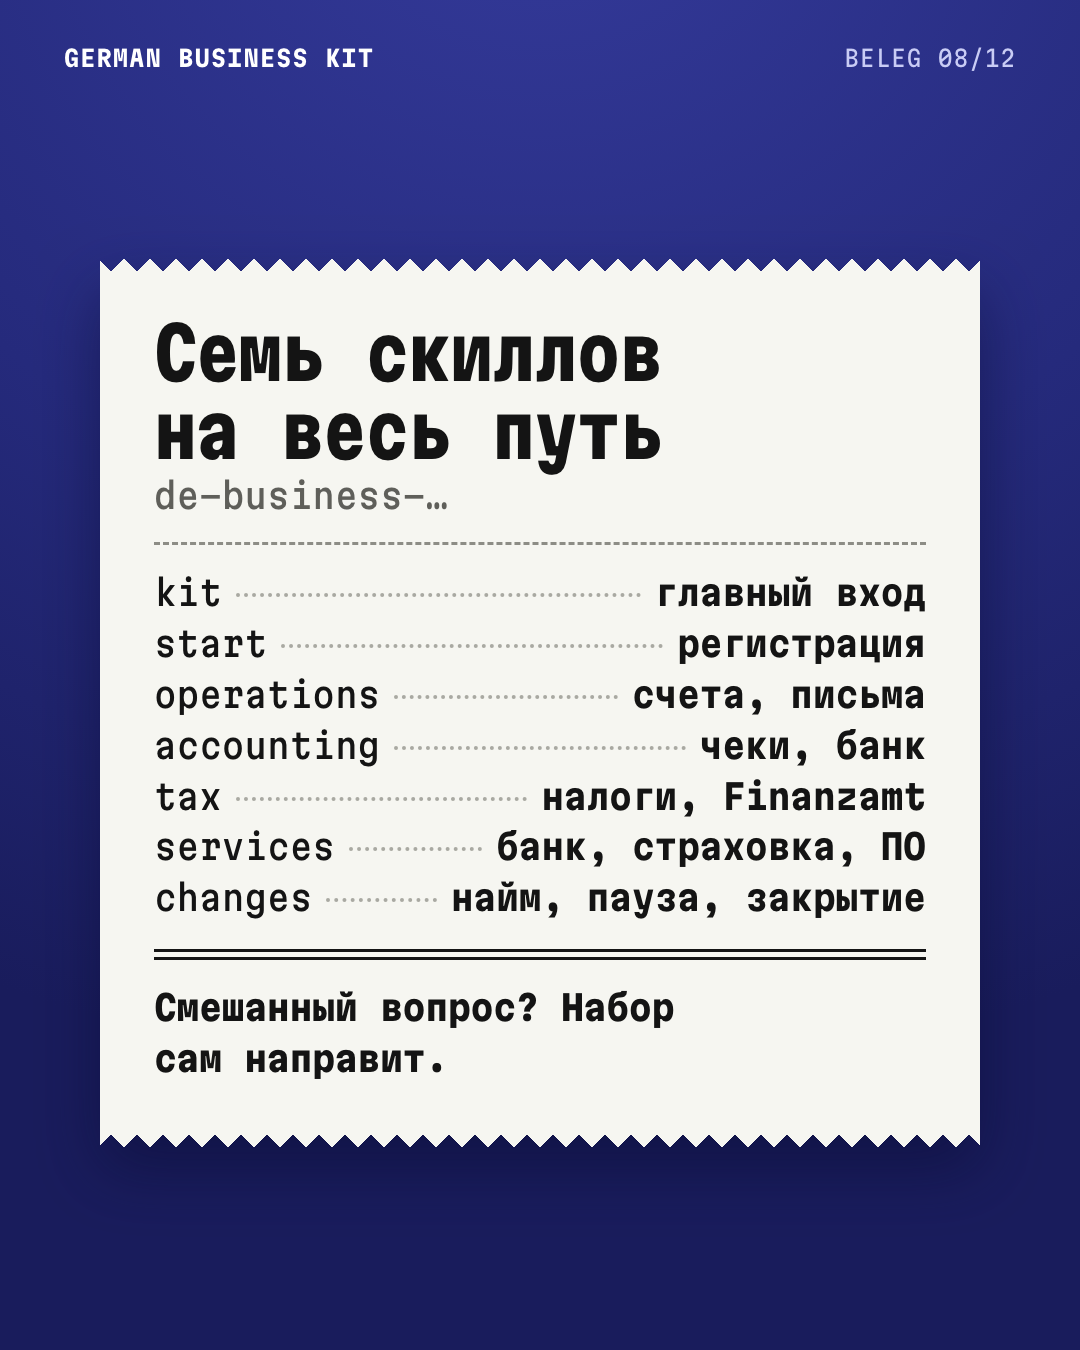 GERMAN BUSINESS KIT
BELEG 08/12
Семь скиллов
на весь путь
de-business-…
kit главный вход
start регистрация
operations счета, письма
accounting чеки, банк
tax налоги, Finanzamt
services банк, страховка, ПО
changes найм, пауза, закрытие
Смешанный вопрос? Набор
сам направит.